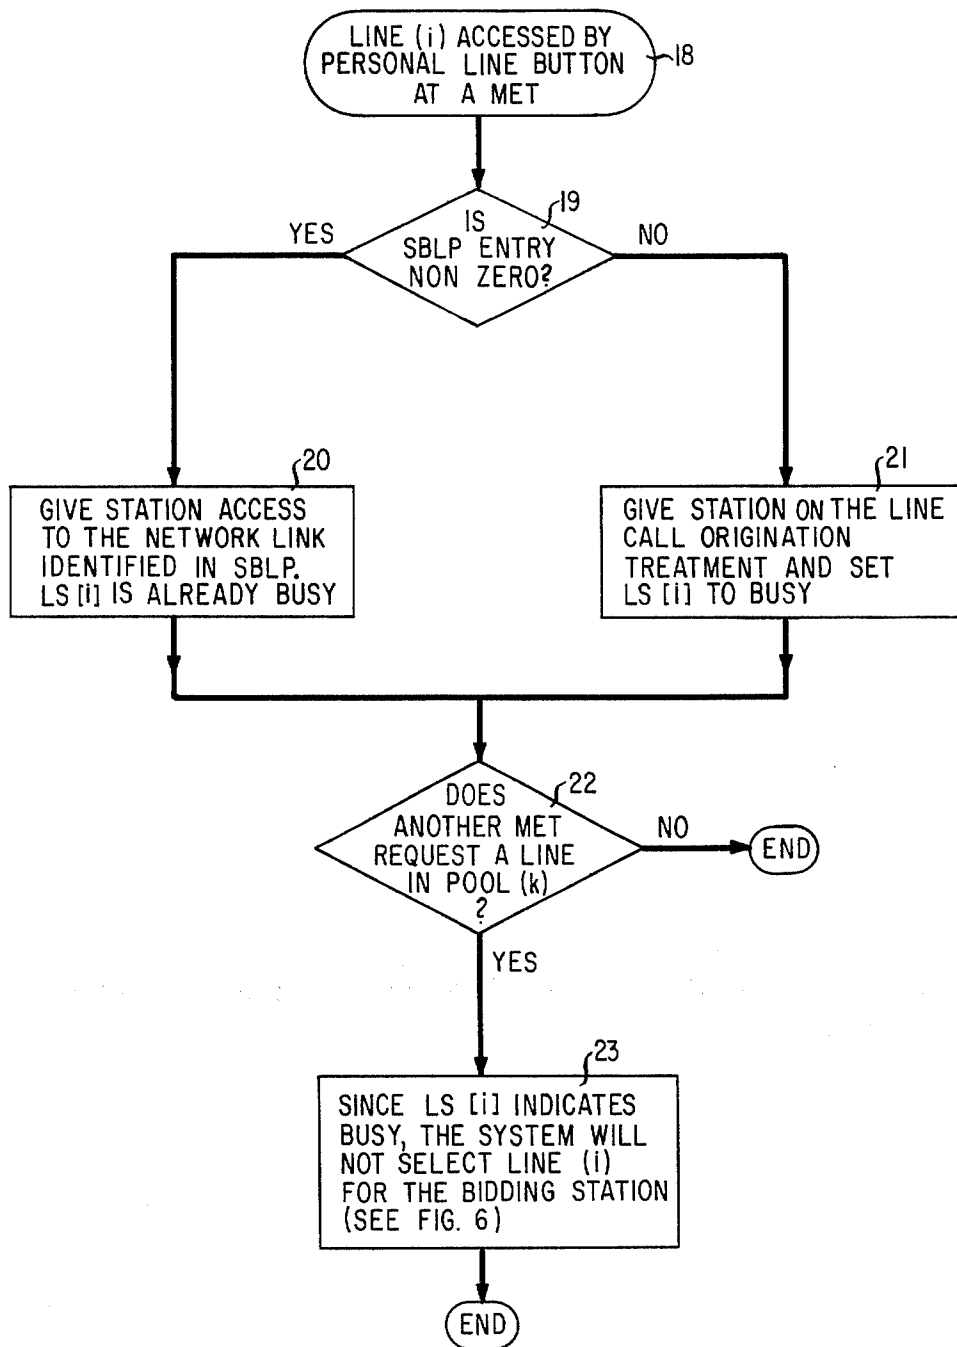 LINE (i) ACCESSED BY
PERSONAL LINE BUTTON
AT A MET
18
IS
SBLP ENTRY
NON ZERO?
19
YES
NO
20
GIVE STATION ACCESS
TO THE NETWORK LINK
IDENTIFIED IN SBLP.
LS [i] IS ALREADY BUSY
21
GIVE STATION ON THE LINE
CALL ORIGINATION
TREATMENT AND SET
LS [i] TO BUSY
22
DOES
ANOTHER MET
REQUEST A LINE
IN POOL (k)
?
NO
END
YES
23
SINCE LS [i] INDICATES
BUSY, THE SYSTEM WILL
NOT SELECT LINE (i)
FOR THE BIDDING STATION
(SEE FIG. 6)
END